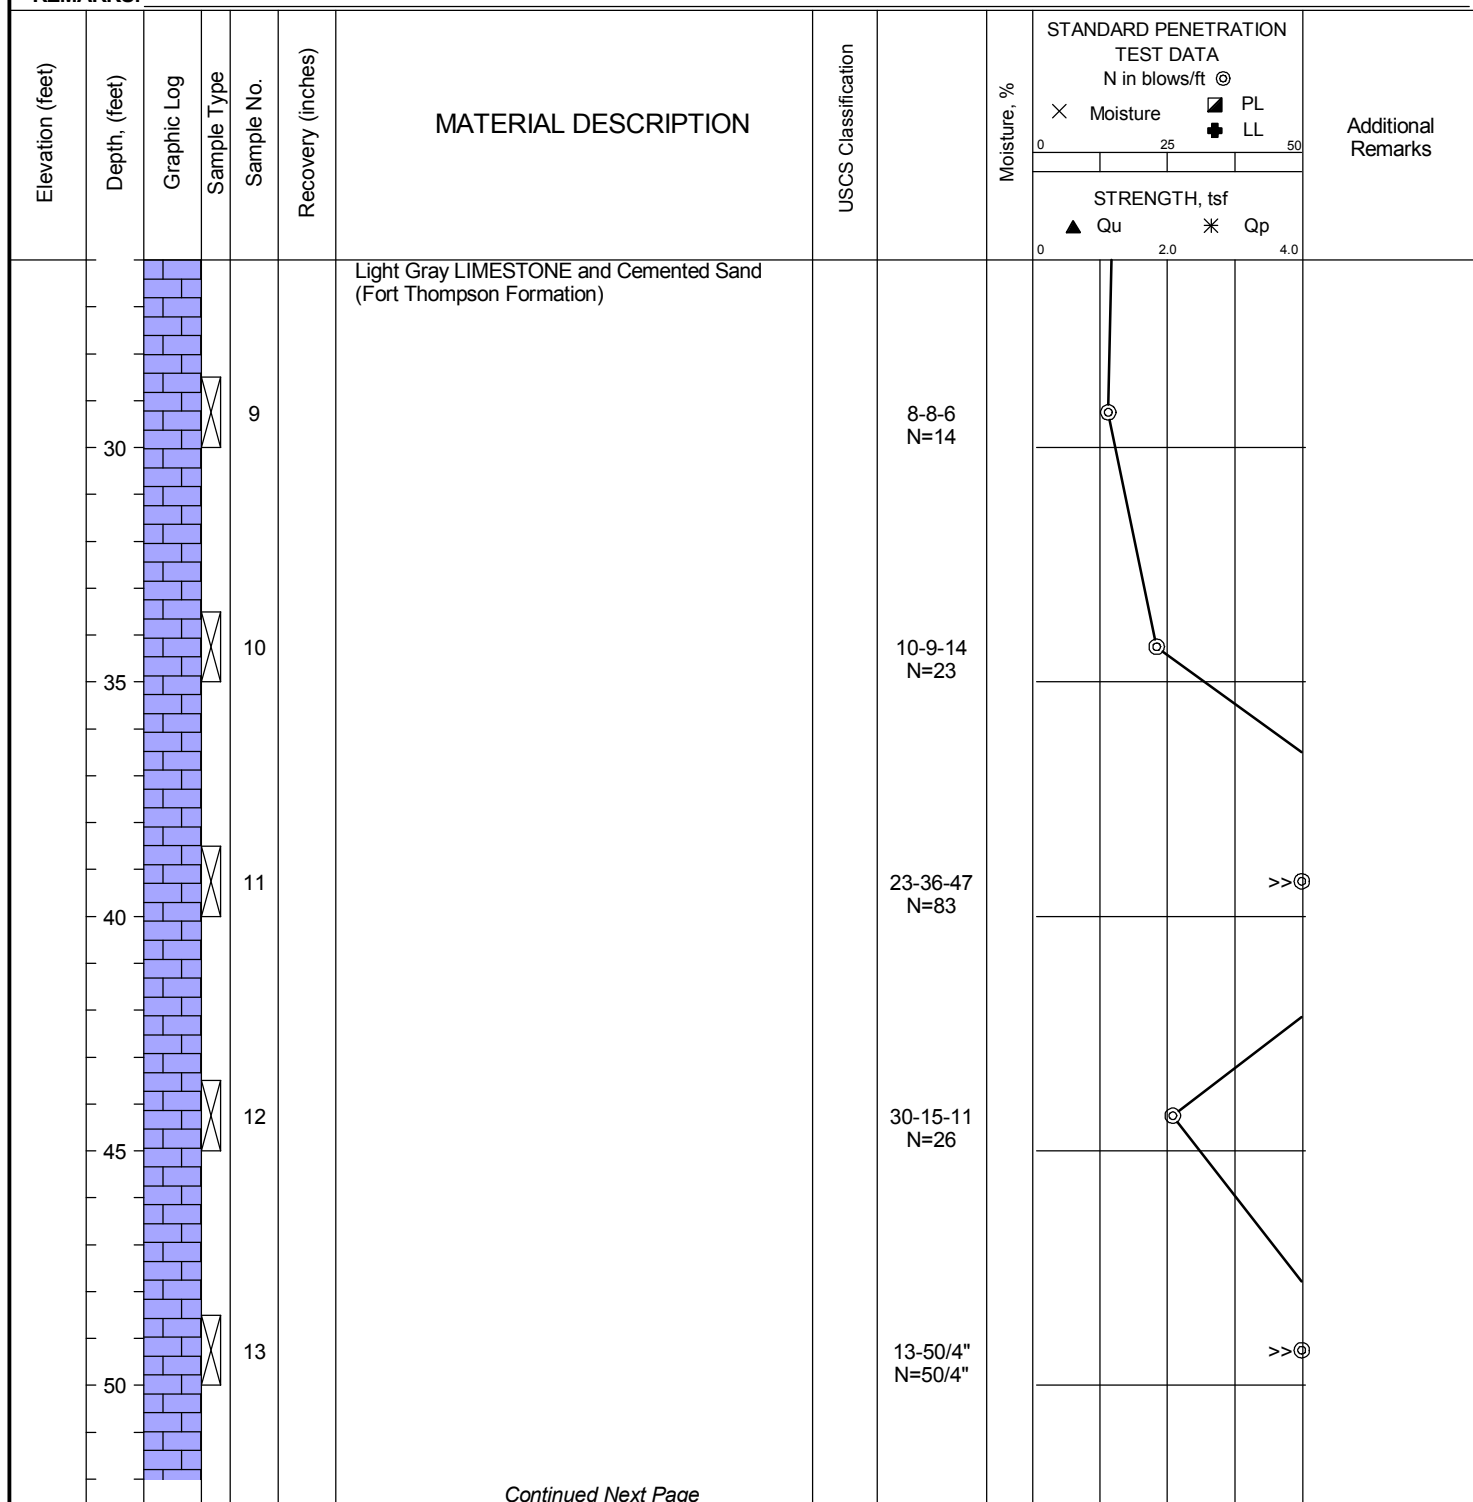 REMARKS:
Elevation (feet)
Depth, (feet)
Graphic Log
Sample Type
Sample No.
Recovery (inches)
MATERIAL DESCRIPTION
USCS Classification
Moisture, %
STANDARD PENETRATION
TEST DATA
N in blows/ft
Moisture
PL
LL
0 25 50
STRENGTH, tsf
Qu Qp
0 2.0 4.0
Additional
Remarks
Light Gray LIMESTONE and Cemented Sand
(Fort Thompson Formation)
9
8-8-6
N=14
30
10
10-9-14
N=23
35
11
23-36-47
N=83
>>
40
12
30-15-11
N=26
45
13
13-50/4"
N=50/4"
>>
50
Continued Next Page